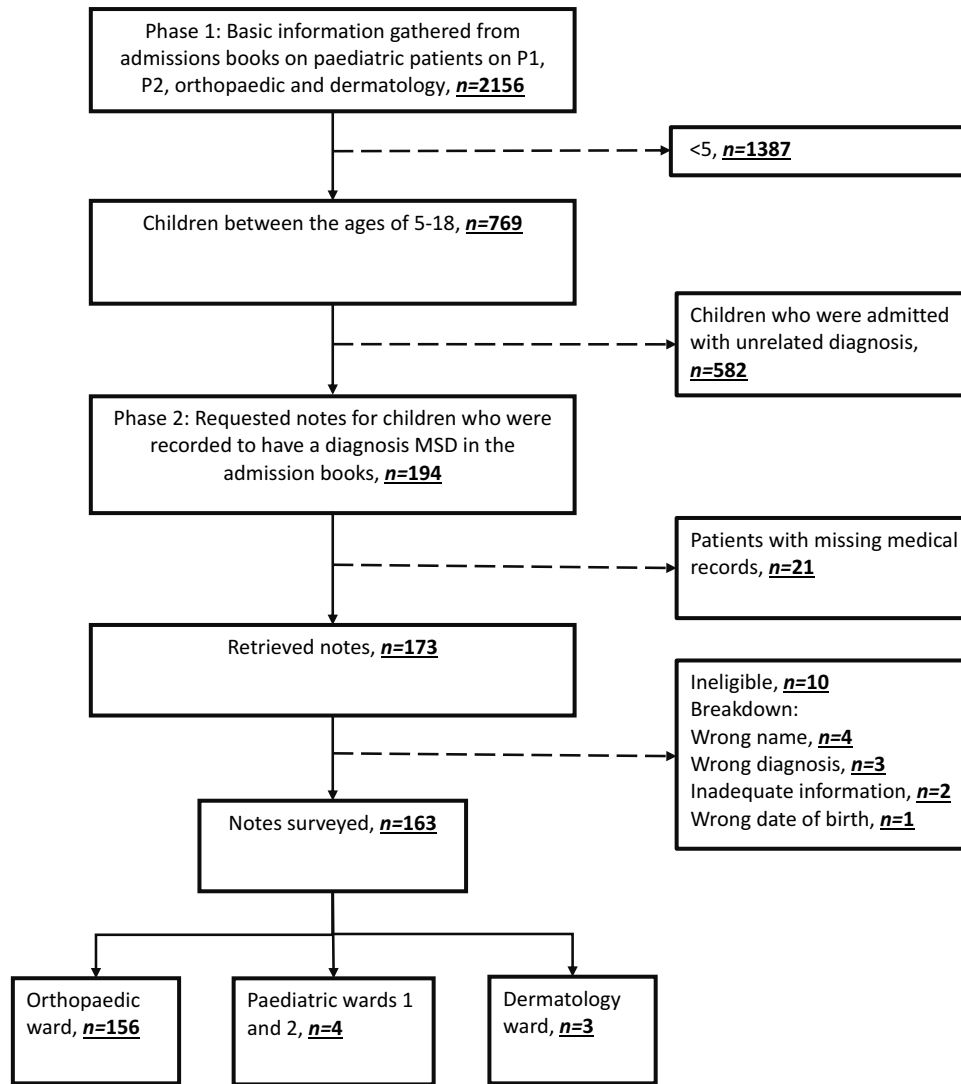 Phase 1: Basic information gathered from
admissions books on paediatric patients on P1,
P2, orthopaedic and dermatology, n=2156
<5, n=1387
Children between the ages of 5-18, n=769
Children who were admitted
with unrelated diagnosis,
n=582
Phase 2: Requested notes for children who were
recorded to have a diagnosis MSD in the
admission books, n=194
Patients with missing medical
records, n=21
Retrieved notes, n=173
Ineligible, n=10
Breakdown:
Wrong name, n=4
Wrong diagnosis, n=3
Inadequate information, n=2
Wrong date of birth, n=1
Notes surveyed, n=163
Orthopaedic
ward, n=156
Paediatric wards 1
and 2, n=4
Dermatology
ward, n=3